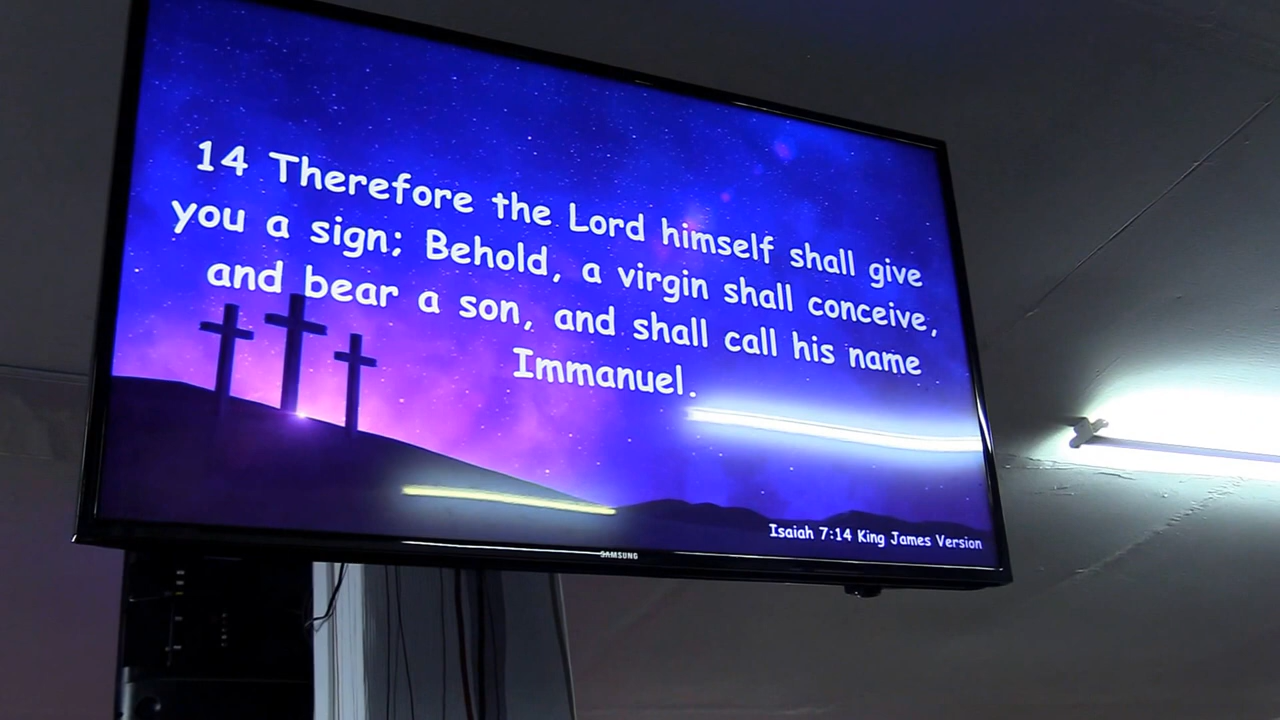 14 Therefore the Lord himself shall give
you a sign; Behold, a virgin shall conceive,
and bear a son, and shall call his name
Immanuel.
Isaiah 7:14 King James Version
SAMSUNG